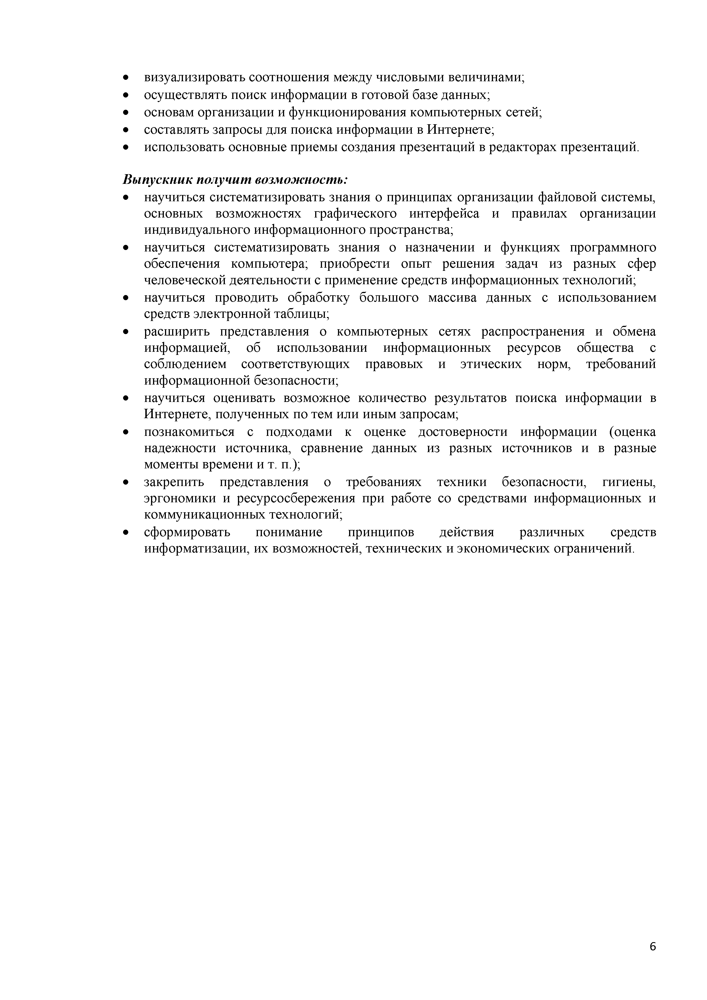 • визуализировать соотношения между числовыми величинами;
• осуществлять поиск информации в готовой базе данных;
• основам организации и функционирования компьютерных сетей;
• составлять запросы для поиска информации в Интернете;
• использовать основные приемы создания презентаций в редакторах презентаций.
Выпускник получит возможность:
• научиться систематизировать знания о принципах организации файловой системы,
основных возможностях графического интерфейса и правилах организации
индивидуального информационного пространства;
• научиться систематизировать знания о назначении и функциях программного
обеспечения компьютера; приобрести опыт решения задач из разных сфер
человеческой деятельности с применение средств информационных технологий;
• научиться проводить обработку большого массива данных с использованием
средств электронной таблицы;
• расширить представления о компьютерных сетях распространения и обмена
информацией, об использовании информационных ресурсов общества с
соблюдением соответствующих правовых и этических норм, требований
информационной безопасности;
• научиться оценивать возможное количество результатов поиска информации в
Интернете, полученных по тем или иным запросам;
• познакомиться с подходами к оценке достоверности информации (оценка
надежности источника, сравнение данных из разных источников и в разные
моменты времени и т. п.);
• закрепить представления о требованиях техники безопасности, гигиены,
эргономики и ресурсосбережения при работе со средствами информационных и
коммуникационных технологий;
• сформировать понимание принципов действия различных средств
информатизации, их возможностей, технических и экономических ограничений.
6